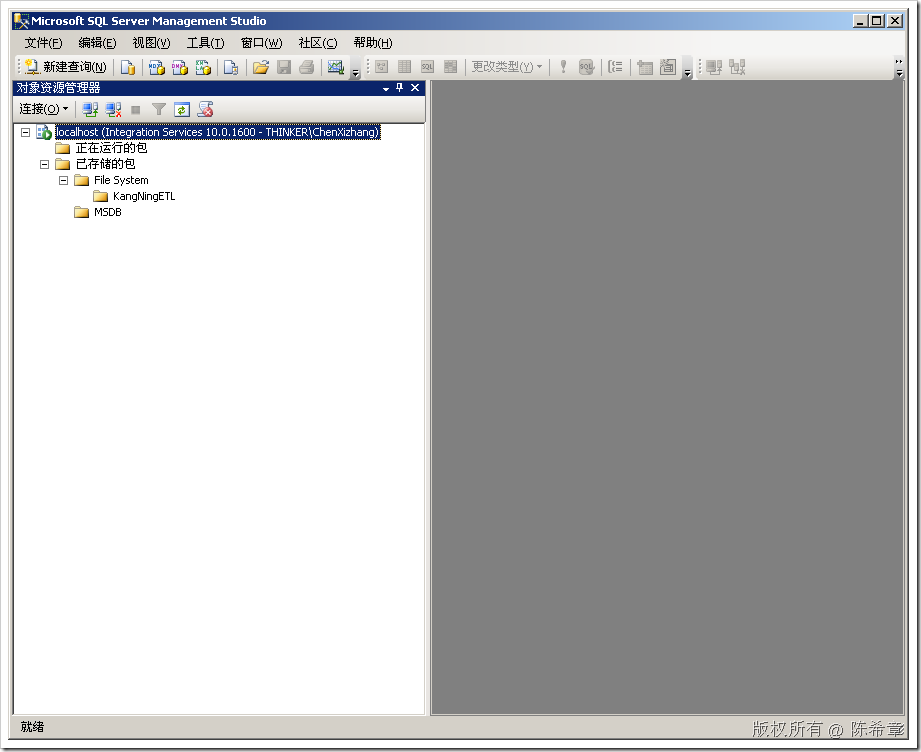 Microsoft SQL Server Management Studio
文件(F) 编辑(E) 视图(V) 工具(T) 窗口(W) 社区(C) 帮助(H)
新建查询(N) 更改类型(Y)
对象资源管理器
连接(O)
localhost (Integration Services 10.0.1600 - THINKER\ChenXizhang)
正在运行的包
已存储的包
File System
KangNingETL
MSDB
就绪
版权所有 @ 陈希章